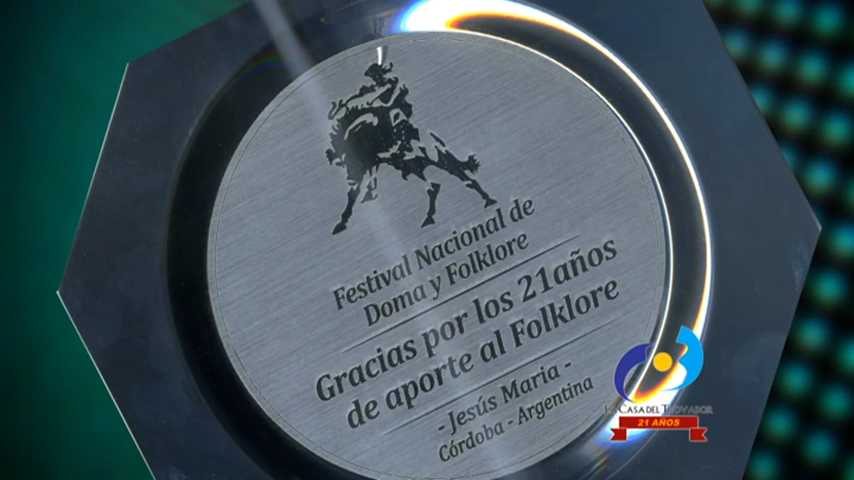 Festival Nacional de
Doma y Folklore
Gracias por los 21años
de aporte al Folklore
- Jesús Maria -
Córdoba - Argentina
LA CASA DEL TROVADOR
21 AÑOS